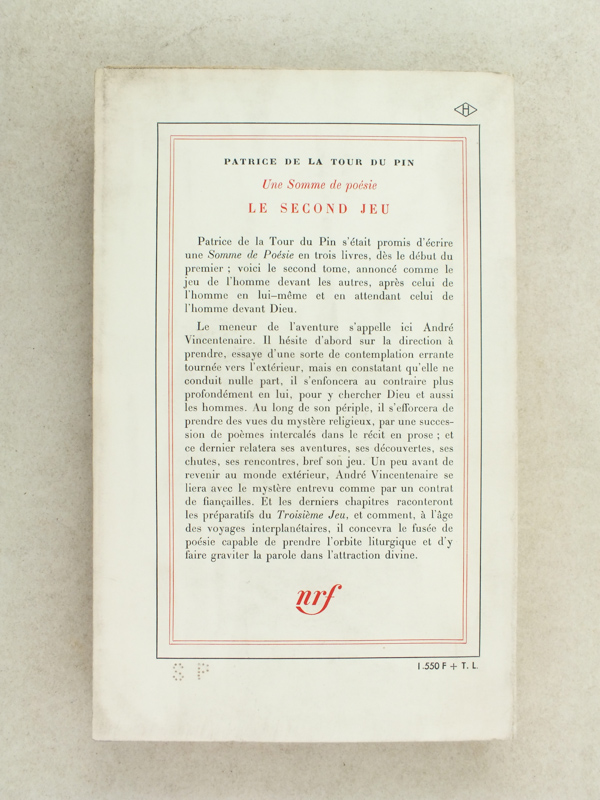 H
PATRICE DE LA TOUR DU PIN
Une Somme de poésie
LE SECOND JEU
Patrice de la Tour du Pin s'était promis d'écrire
une Somme de Poésie en trois livres, dès le début du
premier ; voici le second tome, annoncé comme le
jeu de l'homme devant les autres, après celui de
l'homme en lui-même et en attendant celui de
l'homme devant Dieu.
Le meneur de l'aventure s'appelle ici André
Vincentenaire. Il hésite d'abord sur la direction à
prendre, essaye d'une sorte de contemplation errante
tournée vers l'extérieur, mais en constatant qu'elle ne
conduit nulle part, il s'enfoncera au contraire plus
profondément en lui, pour y chercher Dieu et aussi
les hommes. Au long de son périple, il s'efforcera de
prendre des vues du mystère religieux, par une succes-
sion de poèmes intercalés dans le récit en prose ; et
ce dernier relatera ses aventures, ses découvertes, ses
chutes, ses rencontres, bref son jeu. Un peu avant de
revenir au monde extérieur, André Vincentenaire se
liera avec le mystère entrevu comme par un contrat
de fiançailles. Et les derniers chapitres raconteront
les préparatifs du Troisième Jeu, et comment, à l'âge
des voyages interplanétaires, il concevra le fusée de
poésie capable de prendre l'orbite liturgique et d'y
faire graviter la parole dans l'attraction divine.
nrf
S P
1.550 F + T. L.